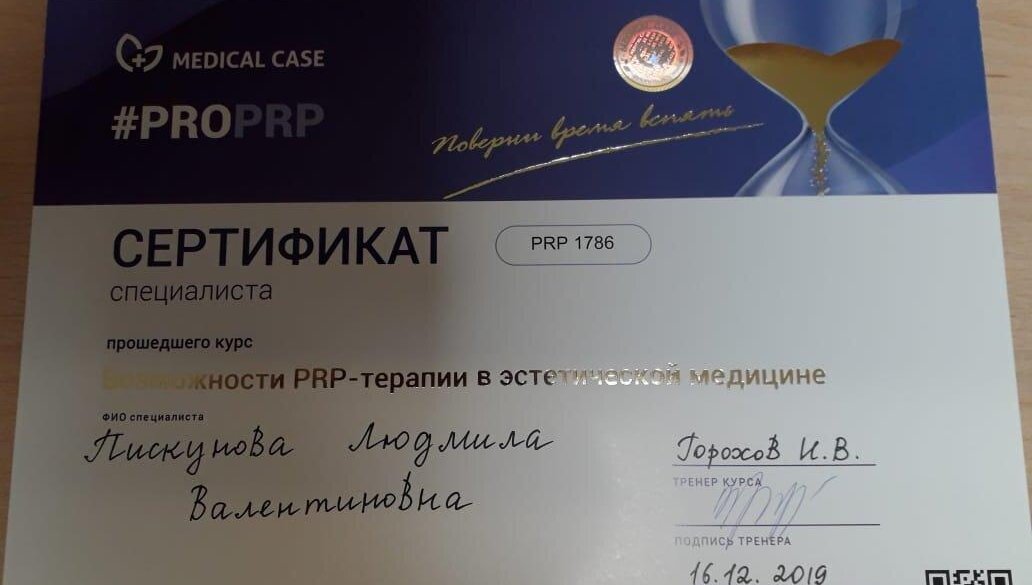 MEDICAL CASE
#PROPRP
Поверни время вспять
СЕРТИФИКАТ
PRP 1786
специалиста
прошедшего курс
Возможности PRP-терапии в эстетической медицине
ФИО специалиста
Пискунова Людмила
Валентиновна
Горохов И.В.
ТРЕНЕР КУРСА
ПОДПИСЬ ТРЕНЕРА
16.12.2019